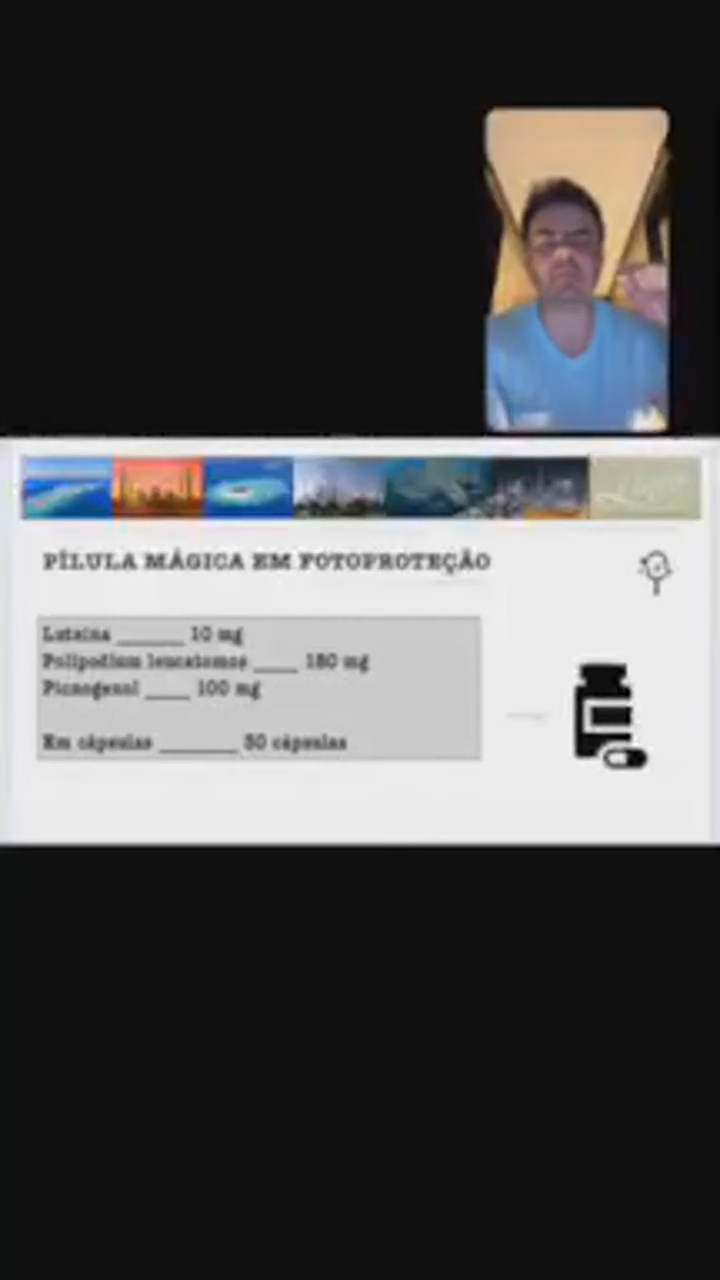 PÍLULA MÁGICA EM FOTOPROTEÇÃO
Luteína _______ 10 mg
Polipodium leucatomos _____ 180 mg
Picnogenol _____ 100 mg
Em cápsulas ________ 30 cápsulas